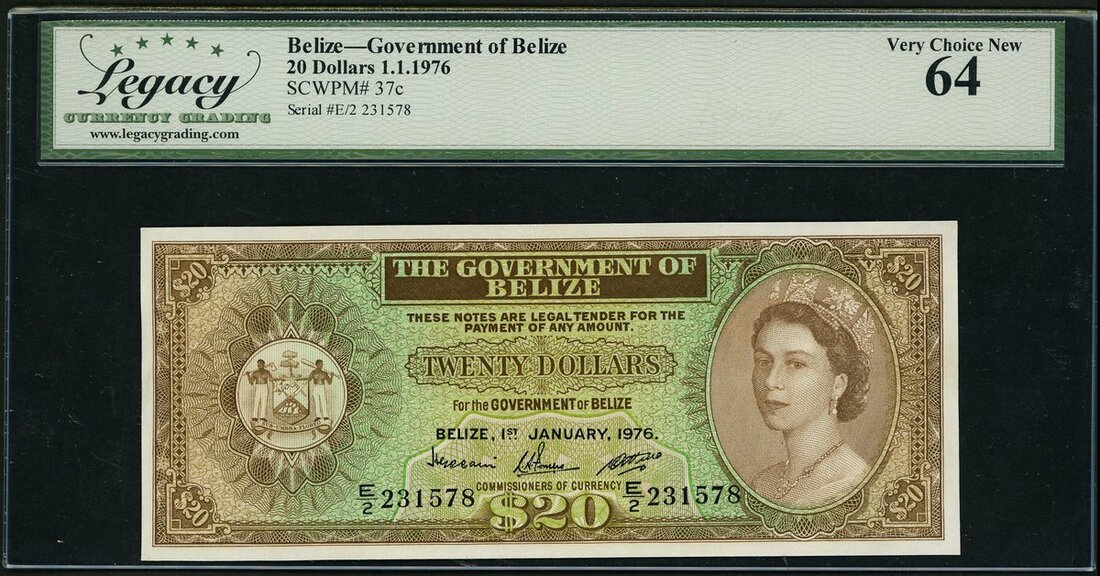 Legacy
CURRENCY GRADING
www.legacygrading.com
Belize—Government of Belize
20 Dollars 1.1.1976
SCWPM# 37c
Serial #E/2 231578
Very Choice New
64
$20
$20
THE GOVERNMENT OF
BELIZE
THESE NOTES ARE LEGAL TENDER FOR THE
PAYMENT OF ANY AMOUNT.
TWENTY DOLLARS
For the GOVERNMENT of BELIZE
BELIZE, 1ST JANUARY, 1976.
COMMISSIONERS OF CURRENCY
E/2 231578
E/2 231578
$20
$20
$20